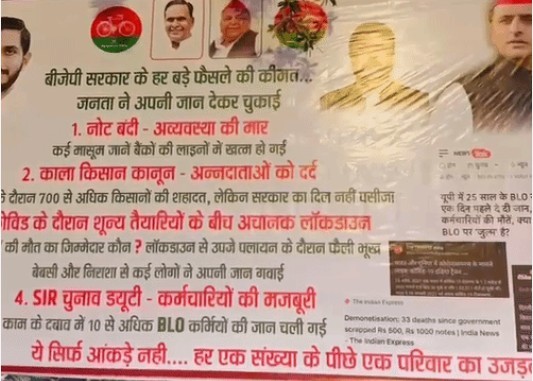 बीजेपी सरकार के हर बड़े फैसले की कीमत...
जनता ने अपनी जान देकर चुकाई
1. नोट बंदी - अव्यवस्था की मार
कई मासूम जानें बैंकों की लाइनों में खत्म हो गईं
2. काला किसान कानून - अन्नदाताओं को दर्द
के दौरान 700 से अधिक किसानों की शहादत, लेकिन सरकार का दिल नहीं पसीजा
कोविड के दौरान शून्य तैयारियों के बीच अचानक लॉकडाउन
की मौत का जिम्मेदार कौन ? लॉकडाउन से उपजे पलायन के दौरान फैली भूख
बेबसी और निराशा से कई लोगों ने अपनी जान गवाई
4. SIR चुनाव ड्यूटी - कर्मचारियों की मजबूरी
काम के दबाव में 10 से अधिक BLO कर्मियों की जान चली गई
ये सिर्फ आंकड़े नहीं.... हर एक संख्या के पीछे एक परिवार का उजड़
यूपी में 25 साल के BLO
एक दिन पहले दे दी जान,
कर्मचारियों की मौतें, क्या
BLO पर 'जुल्म' है?
The Indian Express
Demonetisation: 33 deaths since government
scrapped Rs 500, Rs 1000 notes | India News
- The Indian Express